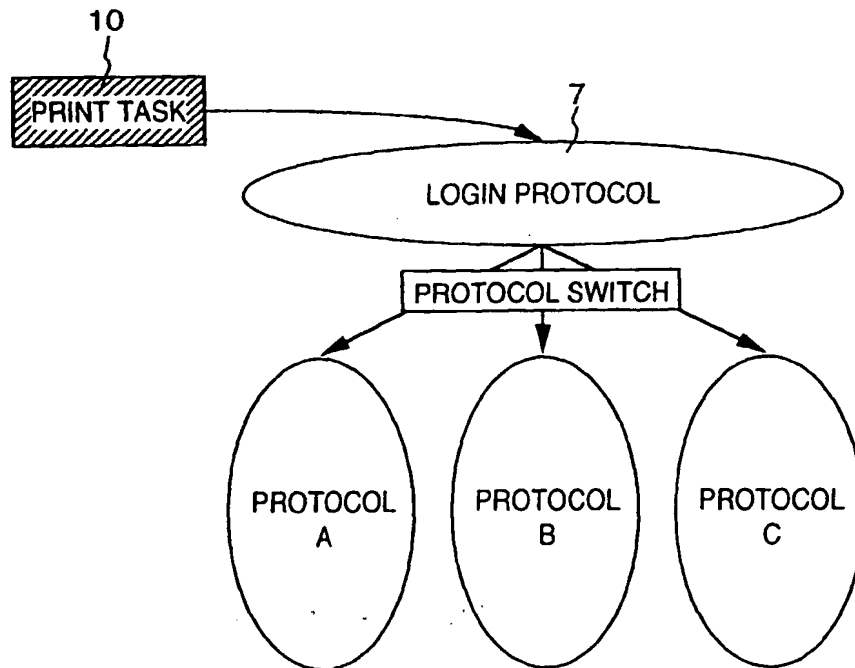 10
PRINT TASK
7
LOGIN PROTOCOL
PROTOCOL SWITCH
PROTOCOL
A
PROTOCOL
B
PROTOCOL
C